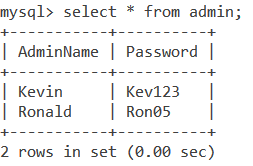 mysql> select * from admin;
+-----------+----------+
| AdminName | Password |
+-----------+----------+
| Kevin     | Kev123   |
| Ronald    | Ron05    |
+-----------+----------+
2 rows in set (0.00 sec)